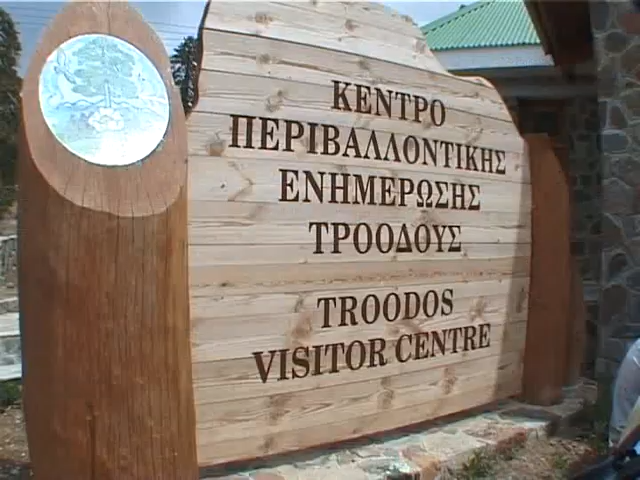 ΚΕΝΤΡΟ
ΠΕΡΙΒΑΛΛΟΝΤΙΚΗΣ
ΕΝΗΜΕΡΩΣΗΣ
ΤΡΟΟΔΟΥΣ
TROODOS
VISITOR CENTRE